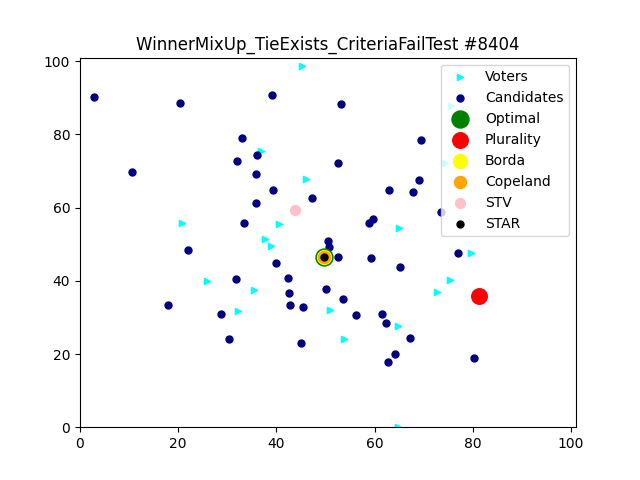 WinnerMixUp_TieExists_CriteriaFailTest #8404
100
80
60
40
20
0
0 20 40 60 80 100
Voters
Candidates
Optimal
Plurality
Borda
Copeland
STV
STAR